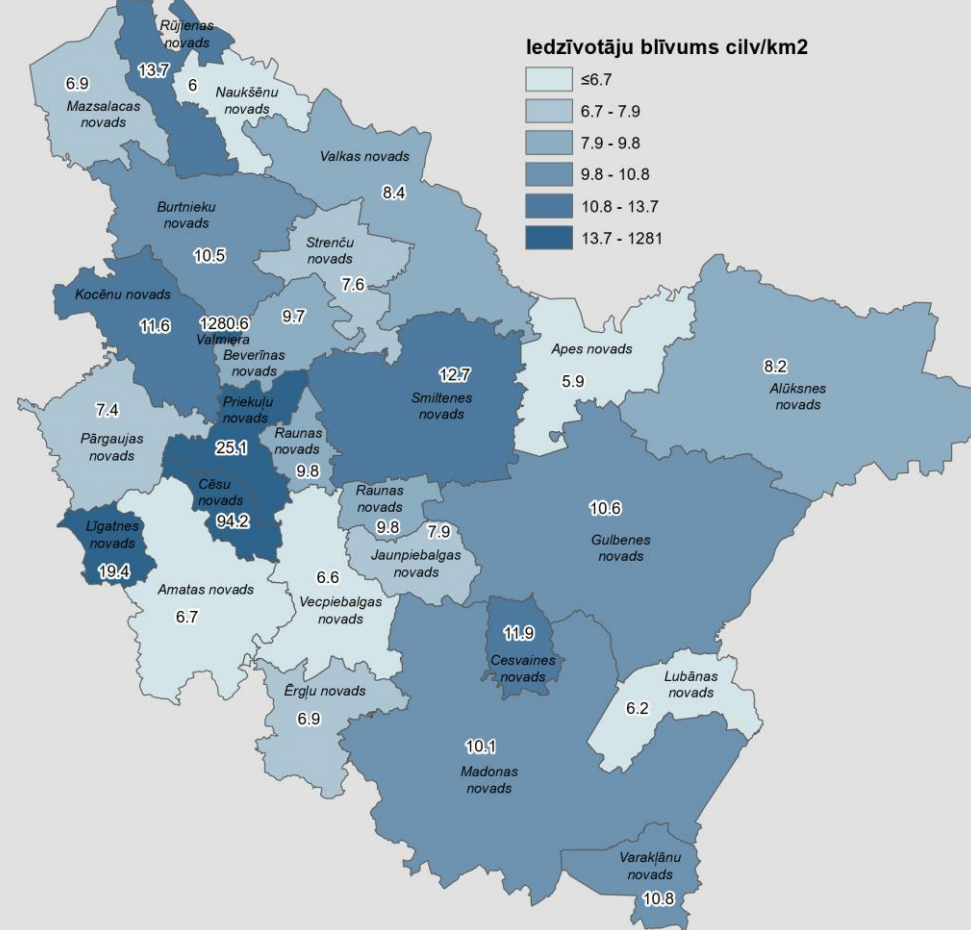 Iedzīvotāju blīvums cilv/km2
≤6.7
6.7 - 7.9
7.9 - 9.8
9.8 - 10.8
10.8 - 13.7
13.7 - 1281
Rūjienas
novads
13.7
6.9
Mazsalacas
novads
6
Naukšēnu
novads
Valkas novads
8.4
Burtnieku
novads
10.5
Strenču
novads
7.6
Kocēnu novads
11.6
1280.6
Valmiera
9.7
Beverīnas
novads
12.7
Smiltenes
novads
Apes novads
5.9
8.2
Alūksnes
novads
7.4
Pārgaujas
novads
Priekuļu
novads
25.1
Raunas
novads
9.8
Cēsu
novads
94.2
Raunas
novads
9.8
7.9
Jaunpiebalgas
novads
10.6
Gulbenes
novads
Līgatnes
novads
19.4
Amatas novads
6.7
6.6
Vecpiebalgas
novads
11.9
Cesvaines
novads
Lubānas
novads
6.2
Ērgļu novads
6.9
10.1
Madonas
novads
Varakļānu
novads
10.8